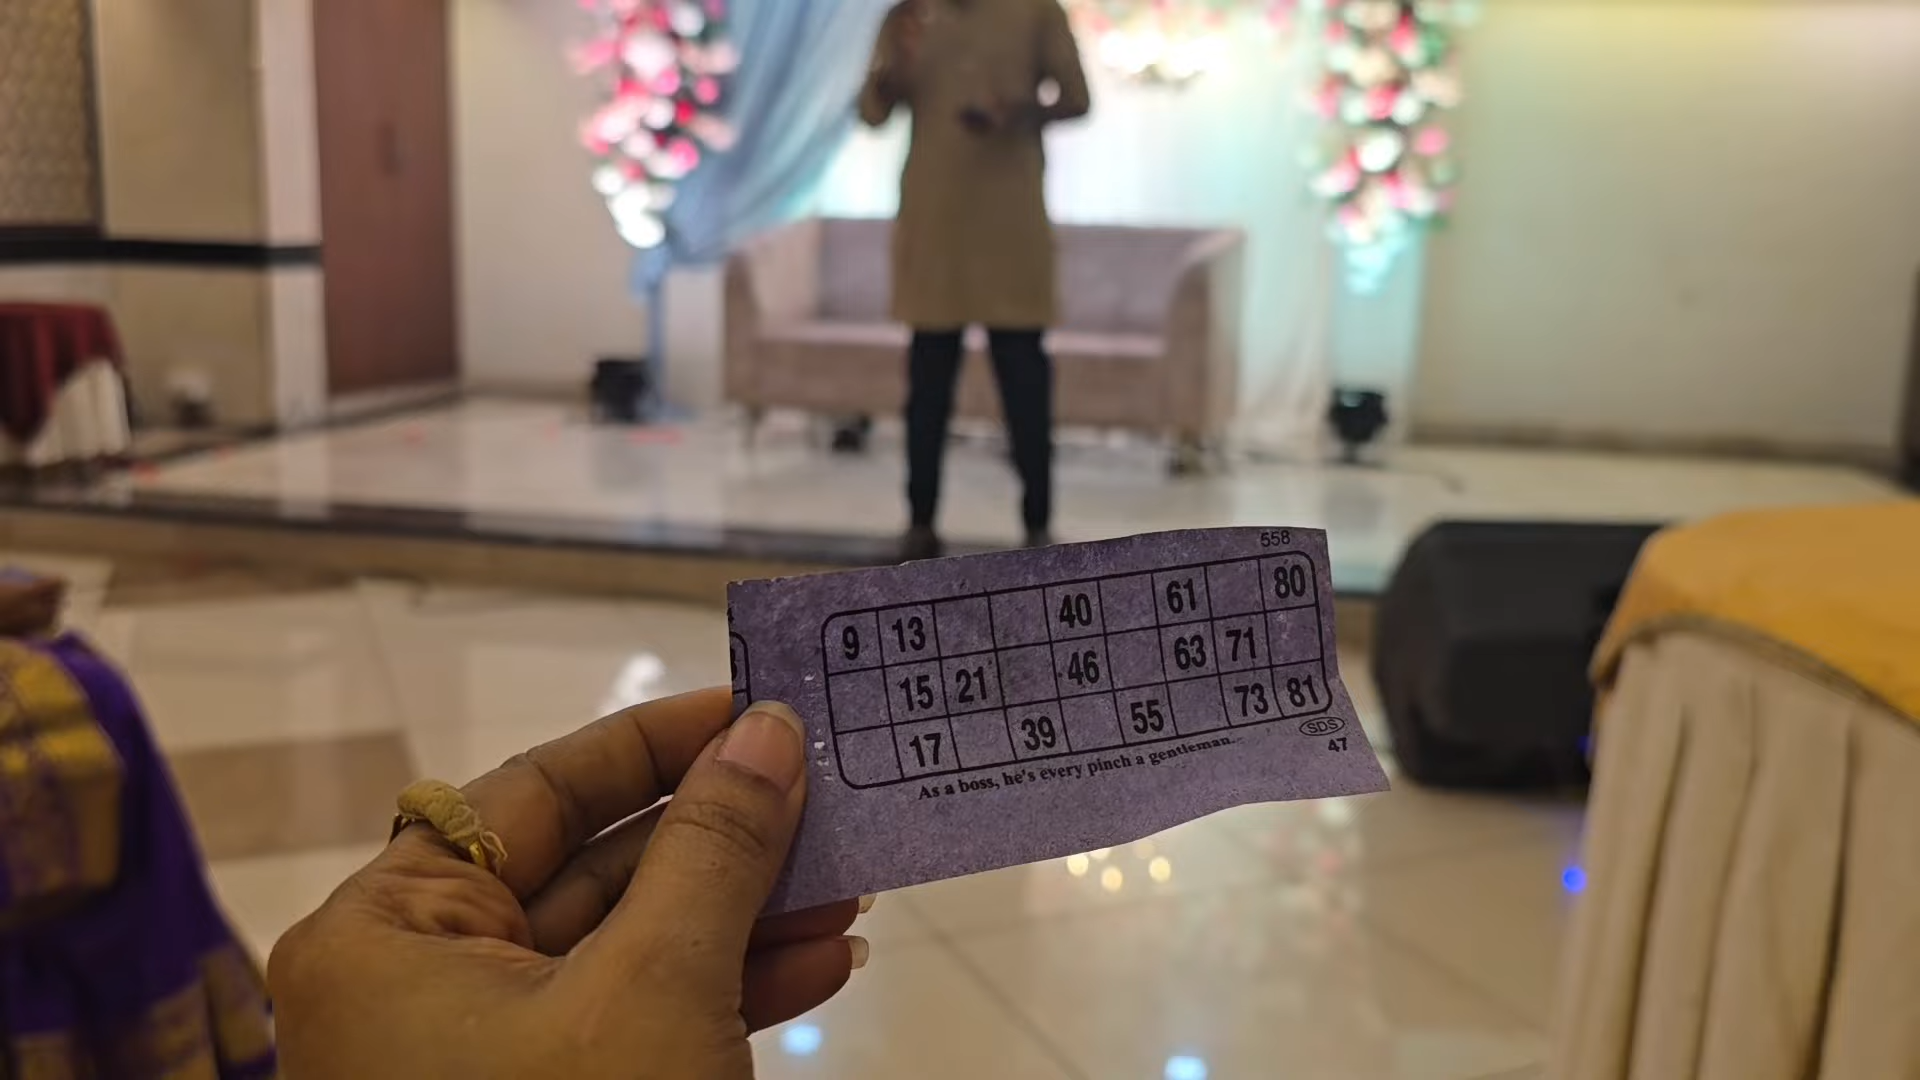 558
9 13 40 61 80
15 21 46 63 71
17 39 55 73 81
As a boss, he's every pinch a gentleman...
SDS
47